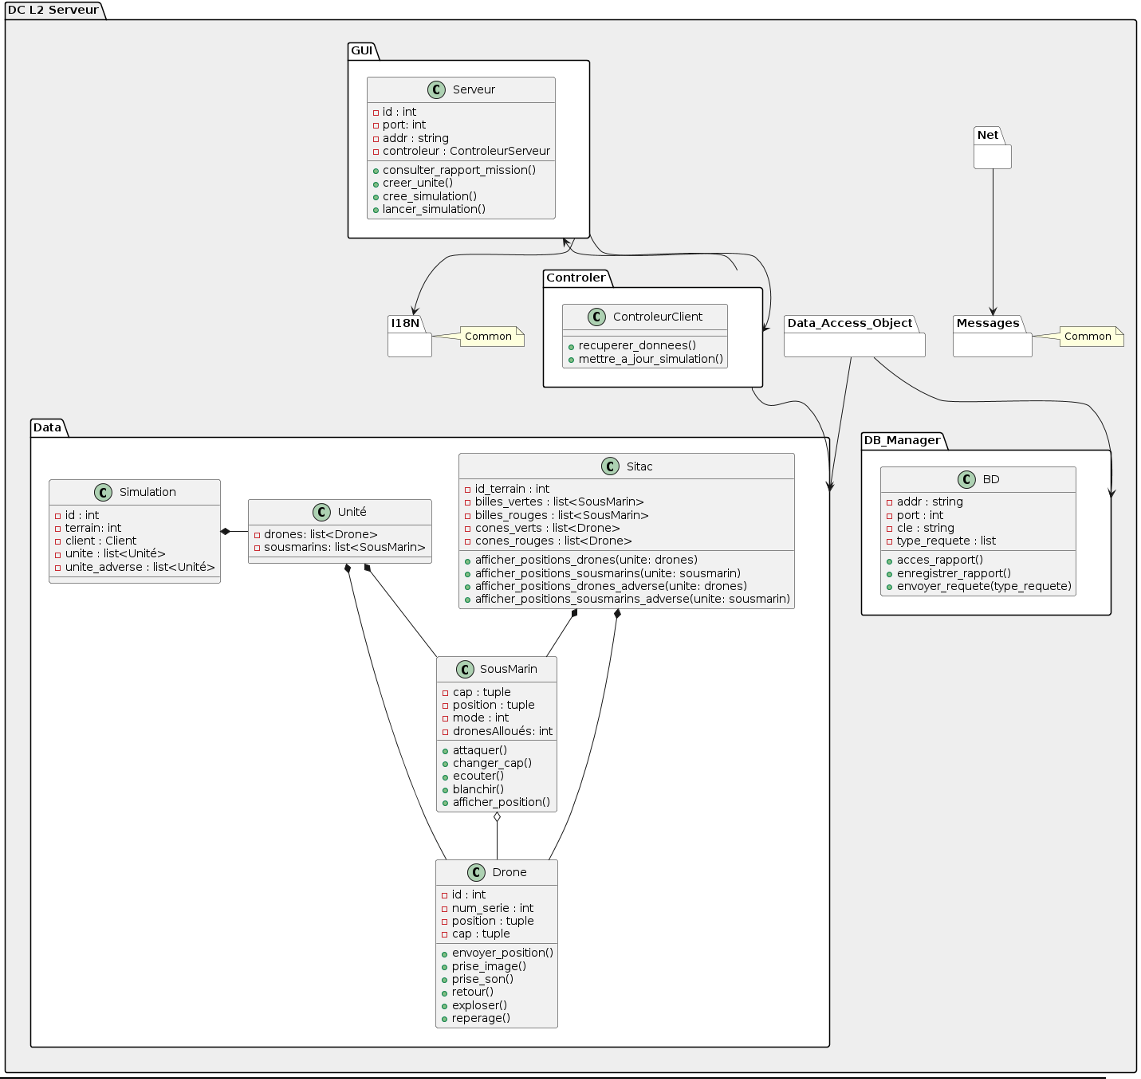 DC L2 Serveur
GUI
C Serveur
id : int
port: int
addr : string
controleur : ControleurServeur
consulter_rapport_mission()
creer_unite()
cree_simulation()
lancer_simulation()
Net
Controler
C ControleurClient
recuperer_donnees()
mettre_a_jour_simulation()
I18N
Common
Data_Access_Object
Messages
Common
Data
C Simulation
id : int
terrain: int
client : Client
unite : list<Unité>
unite_adverse : list<Unité>
C Unité
drones: list<Drone>
sousmarins: list<SousMarin>
C Sitac
id_terrain : int
billes_vertes : list<SousMarin>
billes_rouges : list<SousMarin>
cones_verts : list<Drone>
cones_rouges : list<Drone>
afficher_positions_drones(unite: drones)
afficher_positions_sousmarins(unite: sousmarin)
afficher_positions_drones_adverse(unite: drones)
afficher_positions_sousmarins_adverse(unite: sousmarin)
DB_Manager
C BD
addr : string
port : int
cle : string
type_requete : list
acces_rapport()
enregistrer_rapport()
envoyer_requete(type_requete)
C SousMarin
cap : tuple
position : tuple
mode : int
dronesAlloués: int
attaquer()
changer_cap()
ecouter()
blanchir()
afficher_position()
C Drone
id : int
num_serie : int
position : tuple
cap : tuple
envoyer_position()
prise_image()
prise_son()
retour()
exploser()
reperage()